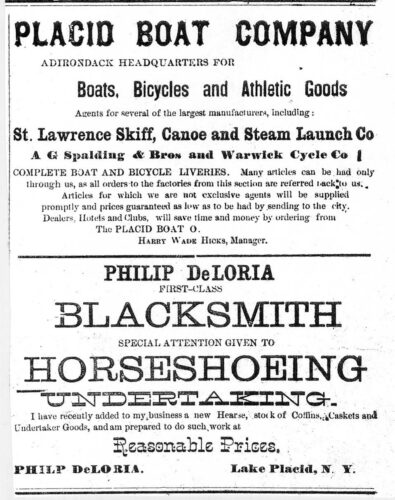 PLACID BOAT COMPANY
ADIRONDACK HEADQUARTERS FOR
Boats, Bicycles and Athletic Goods
Agents for several of the largest manufacturers, including:
St. Lawrence Skiff, Canoe and Steam Launch Co
A G Spalding & Bros and Warwick Cycle Co
COMPLETE BOAT AND BICYCLE LIVERIES. Many articles can be had only
through us, as all orders to the factories from this section are referred back to us.
Articles for which we are not exclusive agents will be supplied
promptly and prices guaranteed as low as to be had by sending to the city.
Dealers, Hotels and Clubs, will save time and money by ordering from
The PLACID BOAT O.
HARRY WADE HICKS, Manager.
PHILIP DeLORIA
FIRST-CLASS
BLACKSMITH
SPECIAL ATTENTION GIVEN TO
HORSESHOEING
UNDERTAKING.
I have recently added to my business a new Hearse, stock of Coffins, Caskets and
Undertaker Goods, and am prepared to do such work at
Reasonable Prices.
PHILP DeLORIA. Lake Placid, N. Y.